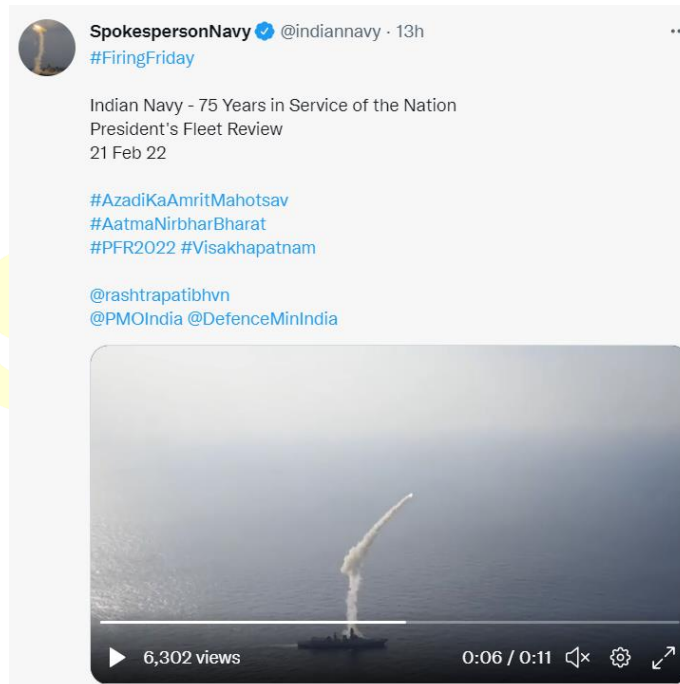 SpokespersonNavy @indiannavy · 13h
#FiringFriday
Indian Navy - 75 Years in Service of the Nation
President's Fleet Review
21 Feb 22
#AzadiKaAmritMahotsav
#AatmaNirbharBharat
#PFR2022 #Visakhapatnam
@rashtrapatibhvn
@PMOIndia @DefenceMinIndia
6,302 views 0:06 / 0:11